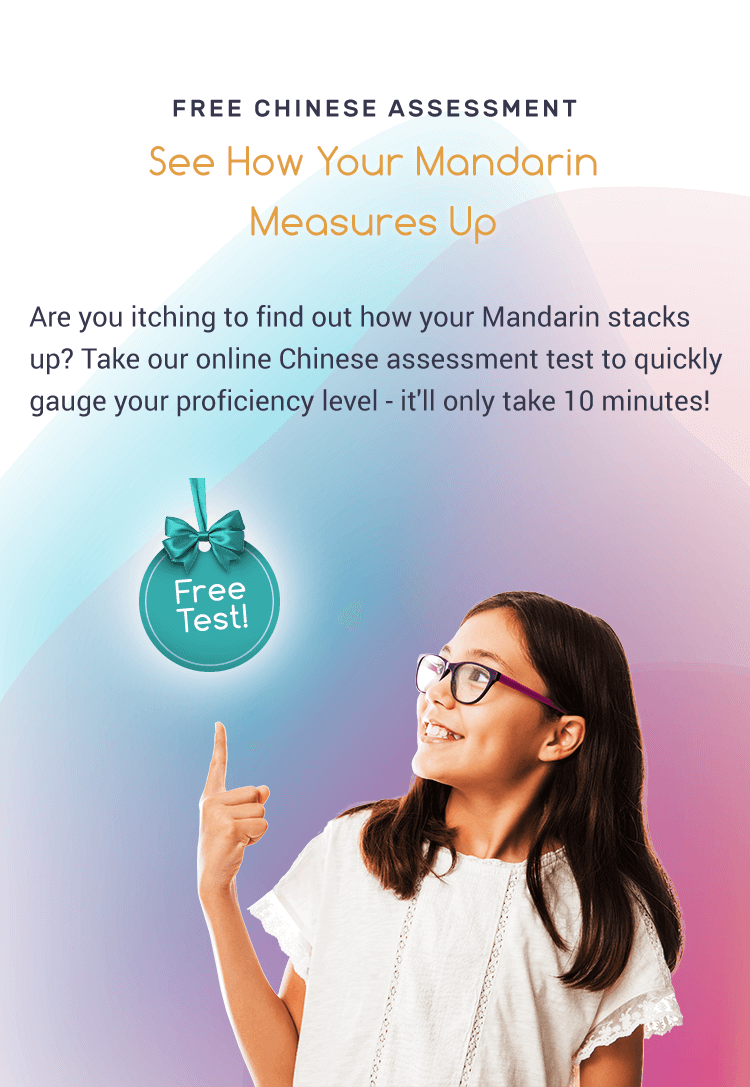 FREE CHINESE ASSESSMENT
See How Your Mandarin
Measures Up
Are you itching to find out how your Mandarin stacks
up? Take our online Chinese assessment test to quickly
gauge your proficiency level - it'll only take 10 minutes!
Free
Test!